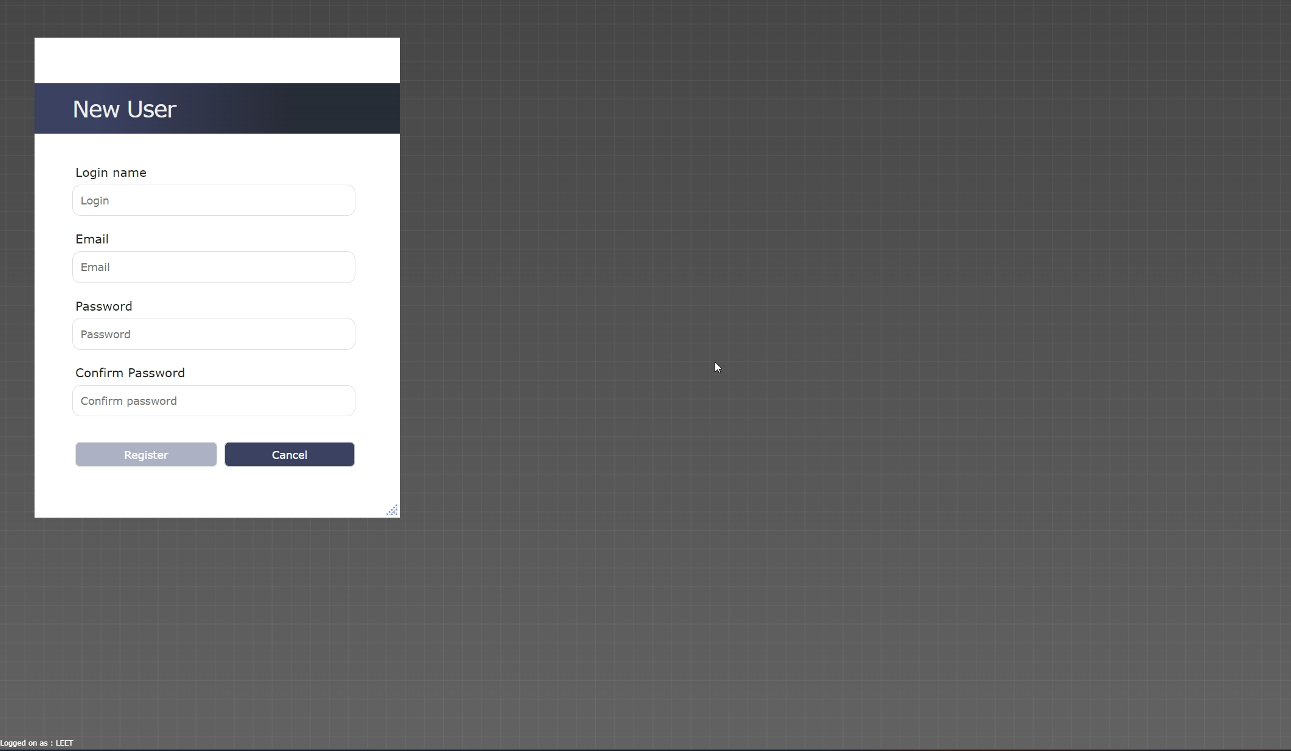 New User
Login name
Login
Email
Email
Password
Password
Confirm Password
Confirm password
Register Cancel
Logged on as : LEET